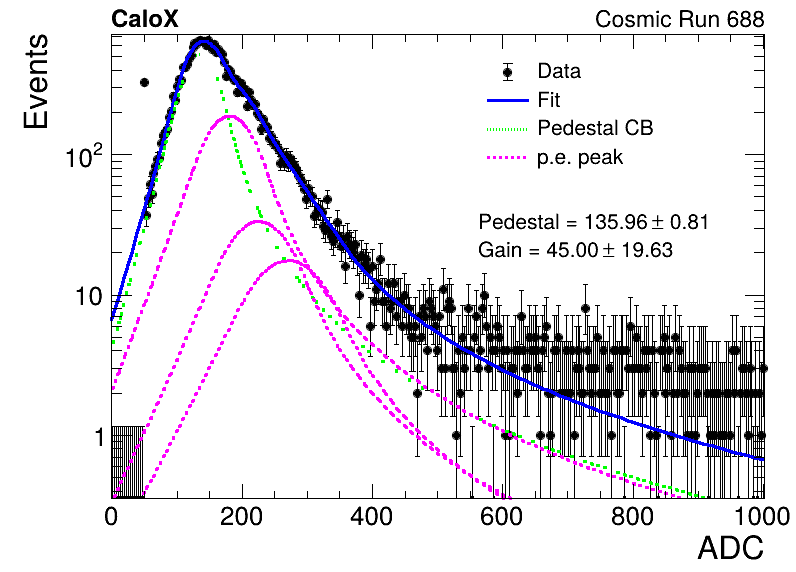 CaloX Cosmic Run 688
Events
Data
Fit
Pedestal CB
p.e. peak
Pedestal = 135.96 ± 0.81
Gain = 45.00 ± 19.63
10²
10
1
0 200 400 600 800 1000
ADC